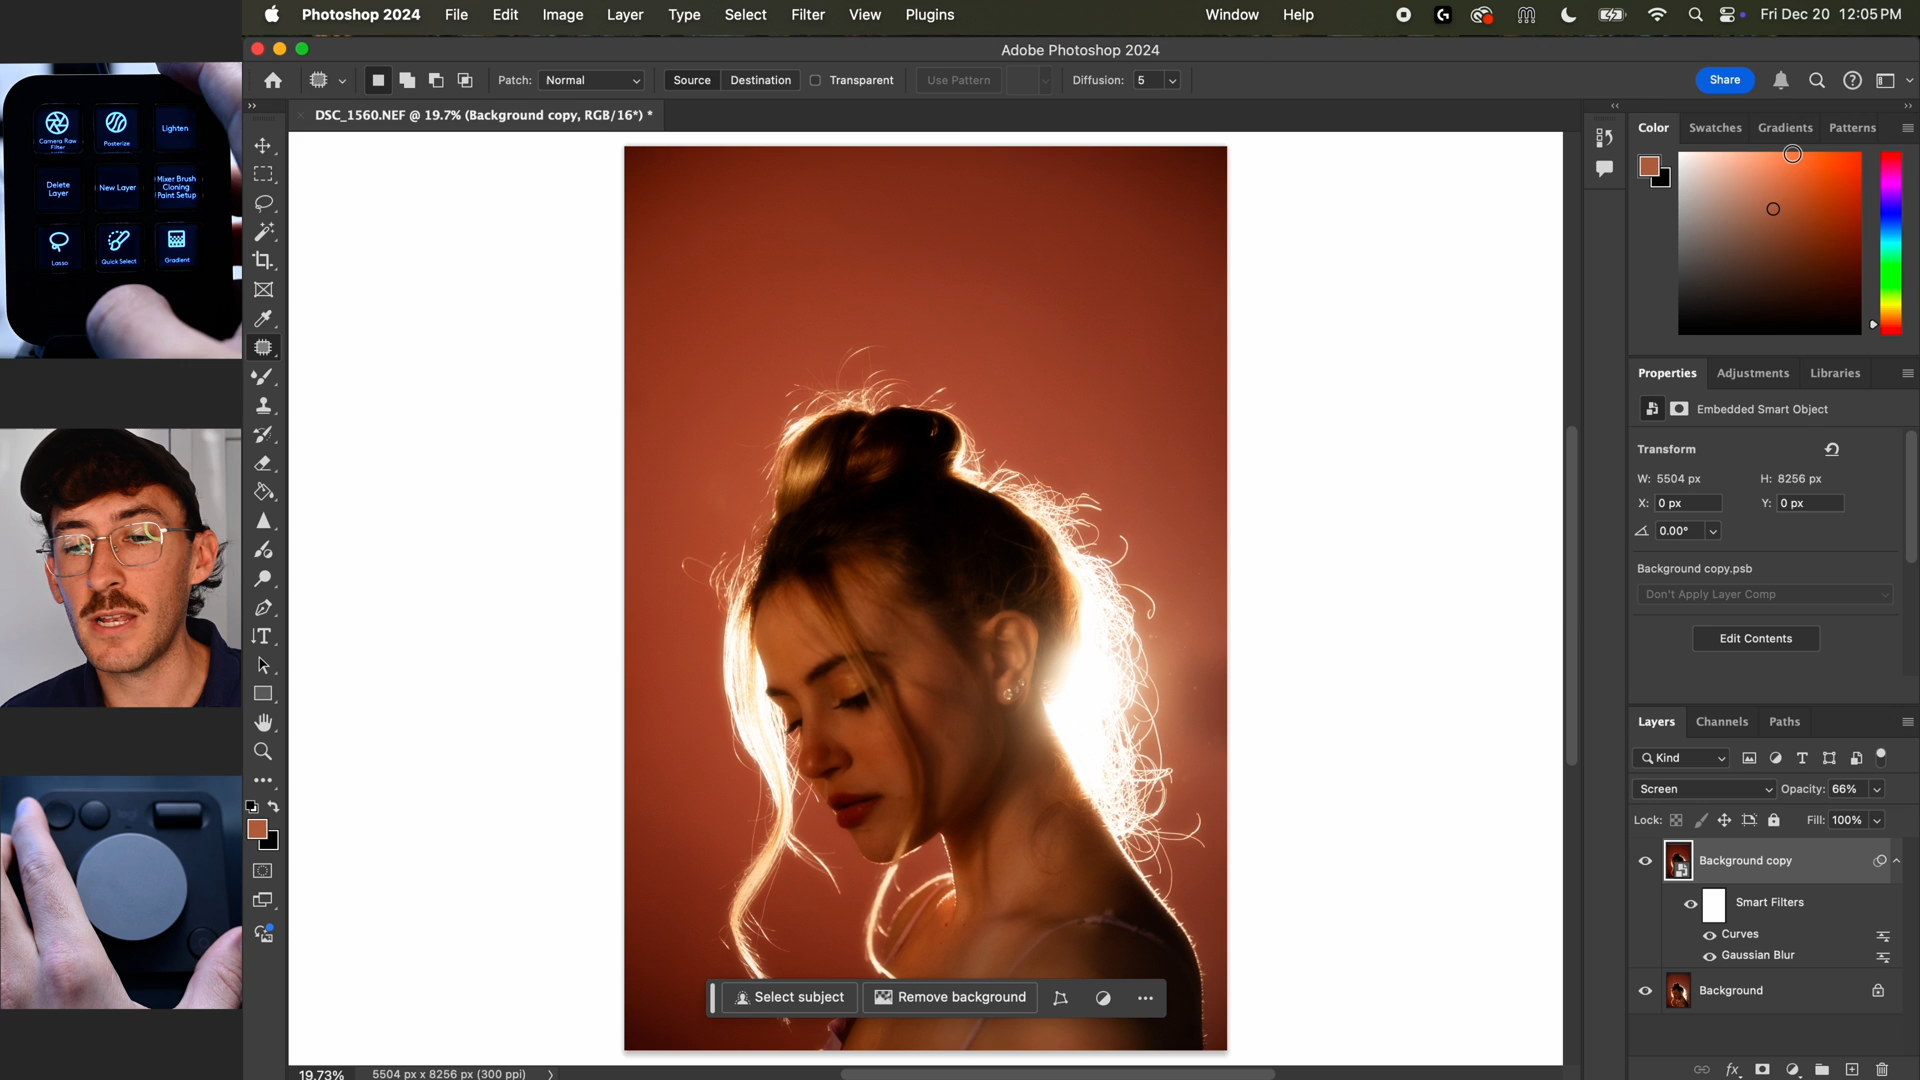 Photoshop 2024 File Edit Image Layer Type Select Filter View Plugins Window Help Fri Dec 20 12:05 PM
Adobe Photoshop 2024
Patch: Normal Source Destination Transparent Use Pattern Diffusion: 5 Share
DSC_1560.NEF @ 19.7% (Background copy, RGB/16*) *
Camera Raw
Filter
Posterize
Lighten
Delete
Layer
New Layer
Mixer Brush
Cloning
Paint Setup
Lasso
Quick Select
Gradient
Color Swatches Gradients Patterns
Properties Adjustments Libraries
Embedded Smart Object
Transform
W: 5504 px H: 8256 px
X: 0 px Y: 0 px
0.00°
Background copy.psb
Don't Apply Layer Comp
Edit Contents
Layers Channels Paths
Kind
Screen Opacity: 66%
Lock: Fill: 100%
Background copy
Smart Filters
Curves
Gaussian Blur
Background
Select subject Remove background
19.73% 5504 px x 8256 px (300 ppi)